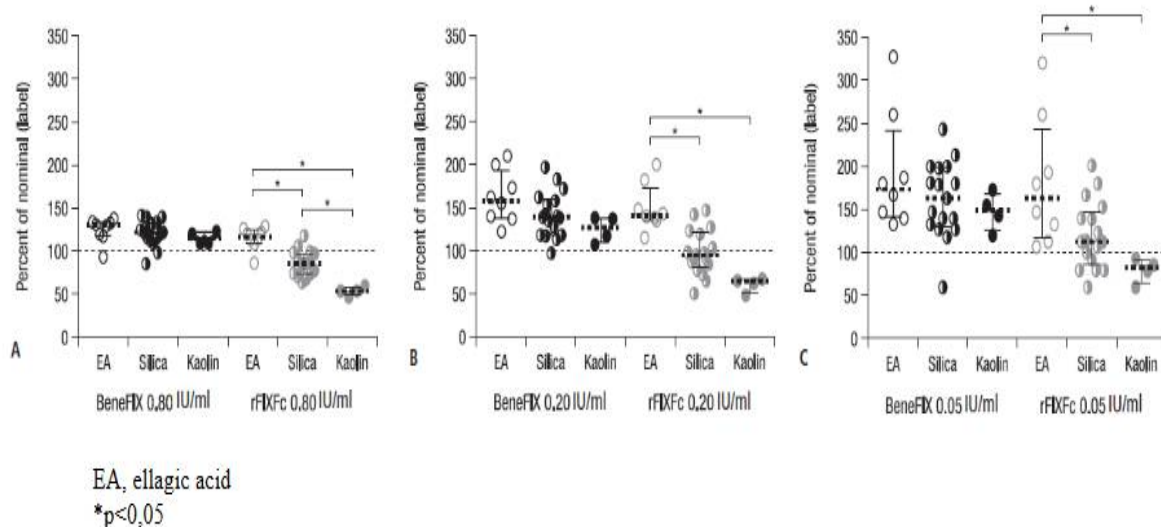 Percent of nominal (label)
350
300
250
200
150
100
50
0
*
*
*
A
EA Silica Kaolin EA Silica Kaolin
BeneFIX 0.80 IU/ml rFIXFc 0.80 IU/ml
Percent of nominal (label)
350
300
250
200
150
100
50
0
*
*
B
EA Silica Kaolin EA Silica Kaolin
BeneFIX 0.20 IU/ml rFIXFc 0.20 IU/ml
Percent of nominal (label)
350
300
250
200
150
100
50
0
*
*
C
EA Silica Kaolin EA Silica Kaolin
BeneFIX 0.05 IU/ml rFIXFc 0.05 IU/ml
EA, ellagic acid
*p<0,05